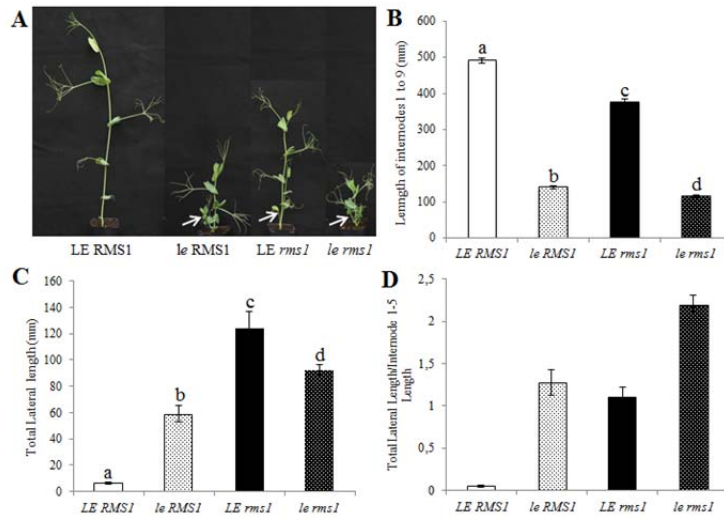 A
LE RMS1 le RMS1 LE rms1 le rms1
B
Lenngth of internodes 1 to 9 (mm)
600
500
400
300
200
100
0
a
b
c
d
LE RMS1 le RMS1 LE rms1 le rms1
C
Total Lateral length (mm)
160
140
120
100
80
60
40
20
0
a
b
c
d
LE RMS1 le RMS1 LE rms1 le rms1
D
Total Lateral Length/Internode 1-5
Length
2,5
2
1,5
1
0,5
0
LE RMS1 le RMS1 LE rms1 le rms1